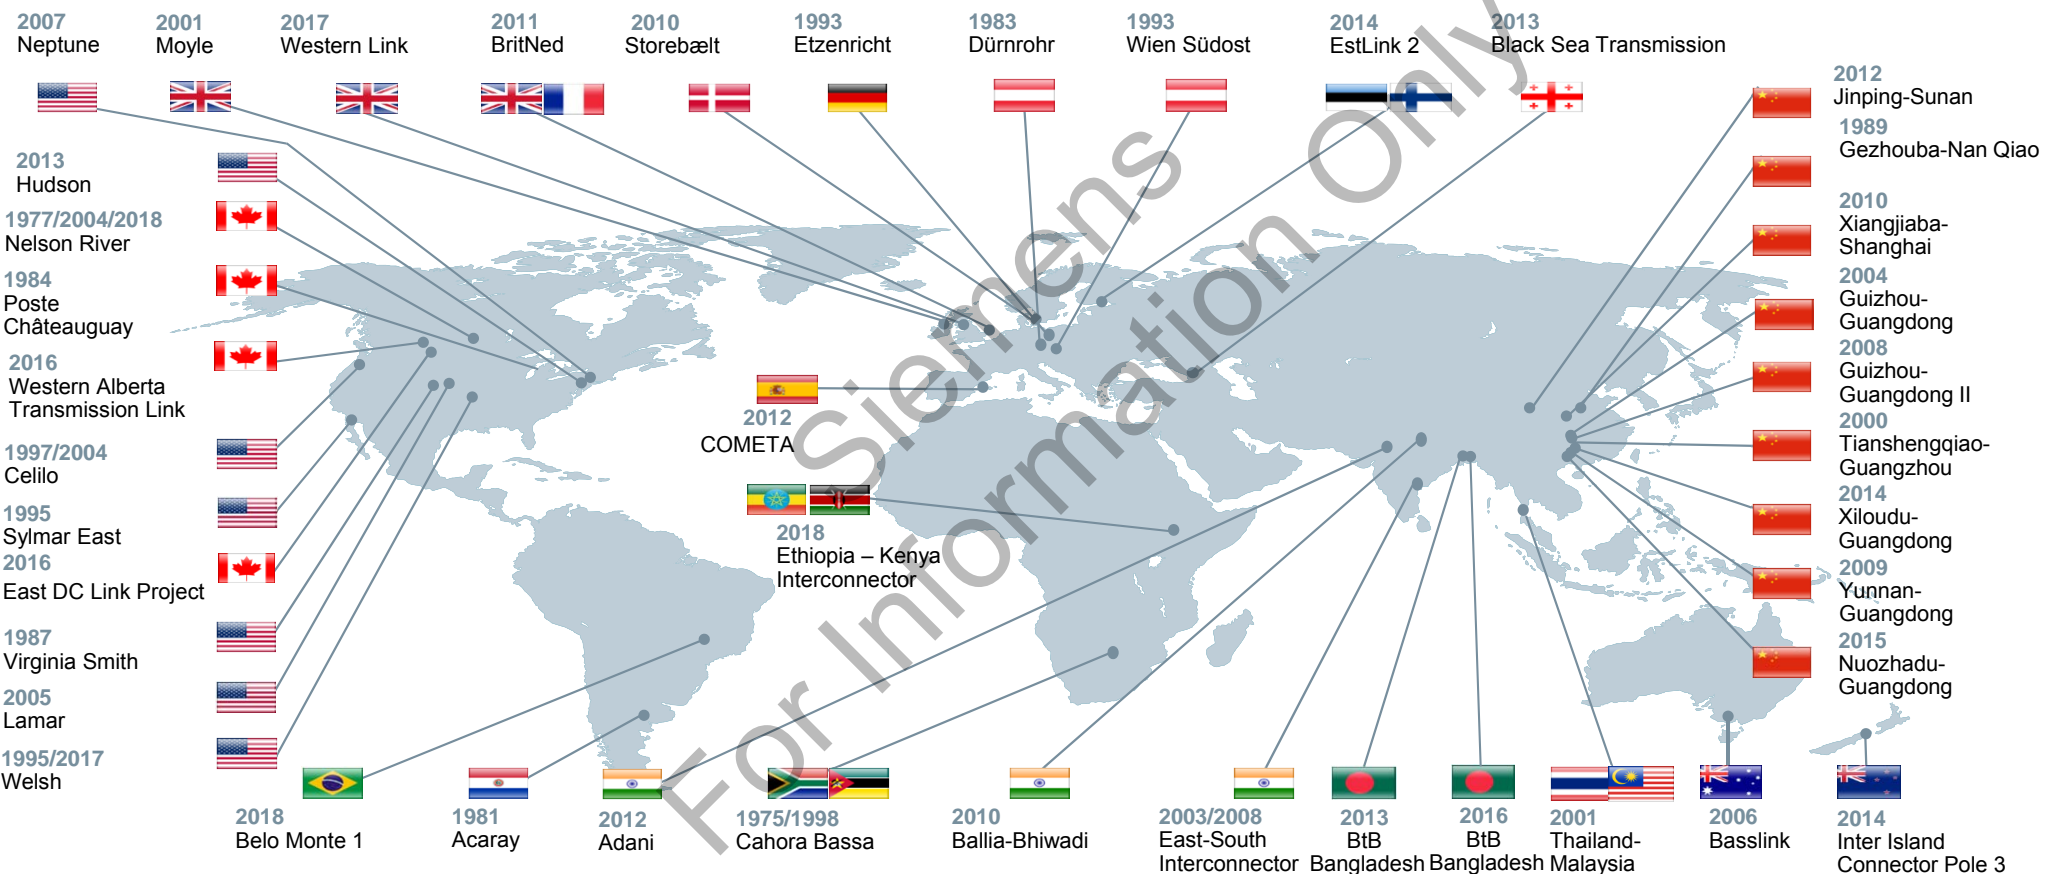 2007
Neptune
2001
Moyle
2017
Western Link
2011
BritNed
2010
Storebælt
1993
Etzenricht
1983
Dürnrohr
1993
Wien Südost
2014
EstLink 2
2013
Black Sea Transmission
2013
Hudson
1977/2004/2018
Nelson River
1984
Poste
Châteauguay
2016
Western Alberta
Transmission Link
1997/2004
Celilo
1995
Sylmar East
2016
East DC Link Project
1987
Virginia Smith
2005
Lamar
1995/2017
Welsh
2012
COMETA
2018
Ethiopia – Kenya
Interconnector
2012
Jinping-Sunan
1989
Gezhouba-Nan Qiao
2010
Xiangjiaba-
Shanghai
2004
Guizhou-
Guangdong
2008
Guizhou-
Guangdong II
2000
Tianshengqiao-
Guangzhou
2014
Xiloudu-
Guangdong
2009
Yunnan-
Guangdong
2015
Nuozhadu-
Guangdong
2018
Belo Monte 1
1981
Acaray
2012
Adani
1975/1998
Cahora Bassa
2010
Ballia-Bhiwadi
2003/2008
East-South
Interconnector
2013
BtB
Bangladesh
2016
BtB
Bangladesh
2001
Thailand-
Malaysia
2006
Basslink
2014
Inter Island
Connector Pole 3
Siemens
For Information Only